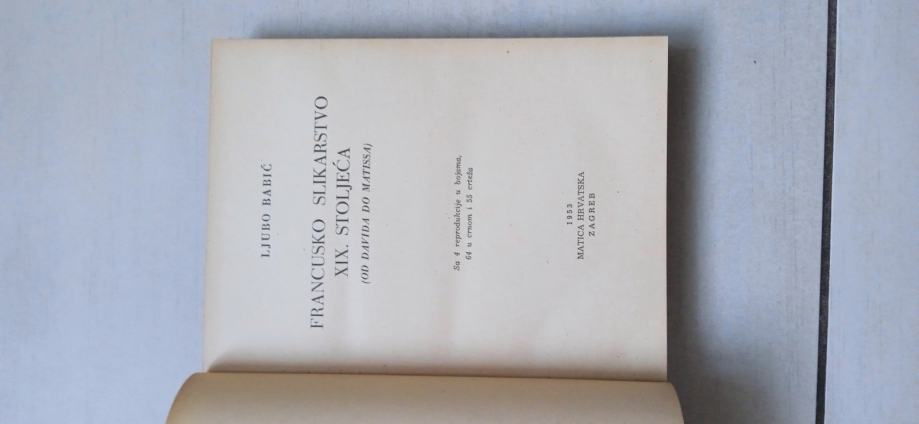 LJUBO BABIĆ
FRANCUSKO SLIKARSTVO
XIX. STOLJEĆA
(OD DAVIDA DO MATISSA)
Sa 4 reprodukcije u bojama,
64 u crnom i 55 crteža
1953
MATICA HRVATSKA
ZAGREB